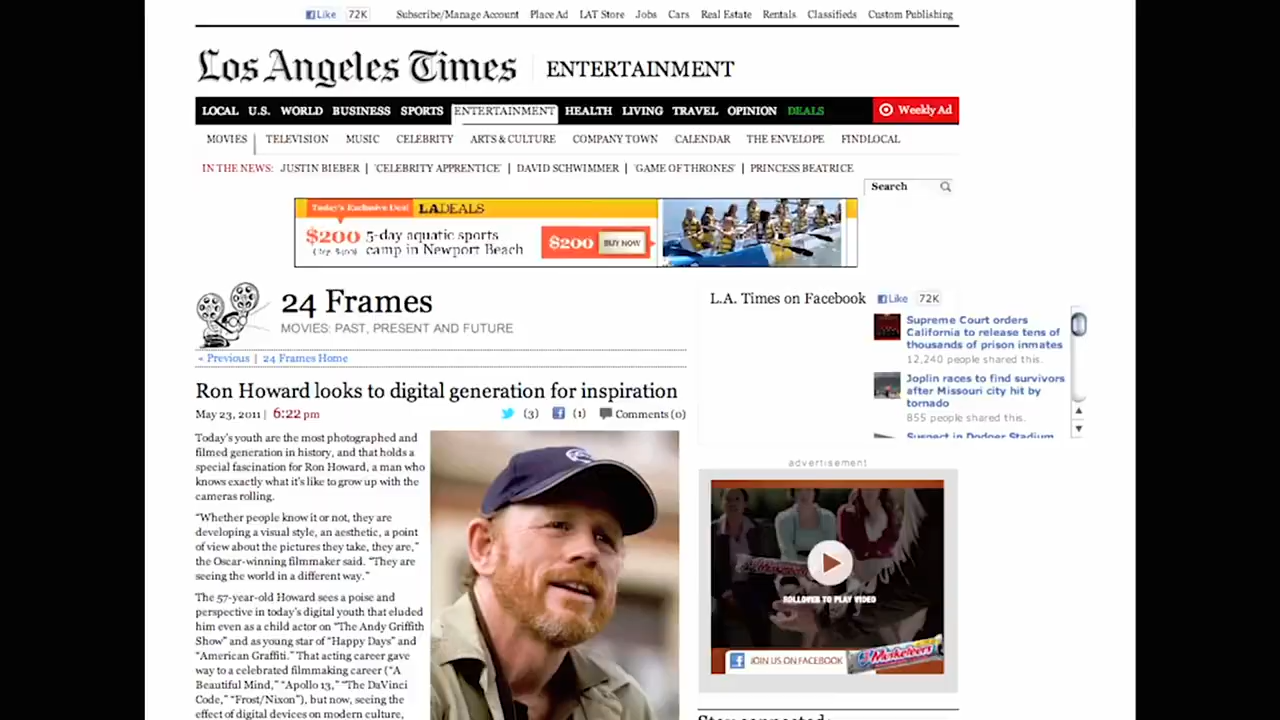 Like 72K Subscribe/Manage Account Place Ad LAT Store Jobs Cars Real Estate Rentals Classifieds Custom Publishing
Los Angeles Times ENTERTAINMENT
LOCAL U.S. WORLD BUSINESS SPORTS ENTERTAINMENT HEALTH LIVING TRAVEL OPINION DEALS Weekly Ad
MOVIES TELEVISION MUSIC CELEBRITY ARTS & CULTURE COMPANY TOWN CALENDAR THE ENVELOPE FINDLOCAL
IN THE NEWS: JUSTIN BIEBER | 'CELEBRITY APPRENTICE' | DAVID SCHWIMMER | 'GAME OF THRONES' | PRINCESS BEATRICE
Search
Today's Exclusive Deal LADEALS
$200 5-day aquatic sports
camp in Newport Beach
$200 BUY NOW
24 Frames
MOVIES: PAST, PRESENT AND FUTURE
« Previous | 24 Frames Home
Ron Howard looks to digital generation for inspiration
May 23, 2011 | 6:22 pm (3) (1) Comments (0)
Today's youth are the most photographed and
filmed generation in history, and that holds a
special fascination for Ron Howard, a man who
knows exactly what it's like to grow up with the
cameras rolling.
"Whether people know it or not, they are
developing a visual style, an aesthetic, a point
of view about the pictures they take, they are,"
the Oscar-winning filmmaker said. "They are
seeing the world in a different way."
The 57-year-old Howard sees a poise and
perspective in today's digital youth that eluded
him even as a child actor on "The Andy Griffith
Show" and as young star of "Happy Days" and
"American Graffiti." That acting career gave
way to a celebrated filmmaking career ("A
Beautiful Mind," "Apollo 13," "The DaVinci
Code," "Frost/Nixon"), but now, seeing the
effect of digital devices on modern culture,
L.A. Times on Facebook Like 72K
Supreme Court orders
California to release tens of
thousands of prison inmates
12,240 people shared this.
Joplin races to find survivors
after Missouri city hit by
tornado
855 people shared this.
Suspect in Dodger Stadium
advertisement
ROLLOVER TO PLAY VIDEO
JOIN US ON FACEBOOK
3 Musketeers
Stay connected: